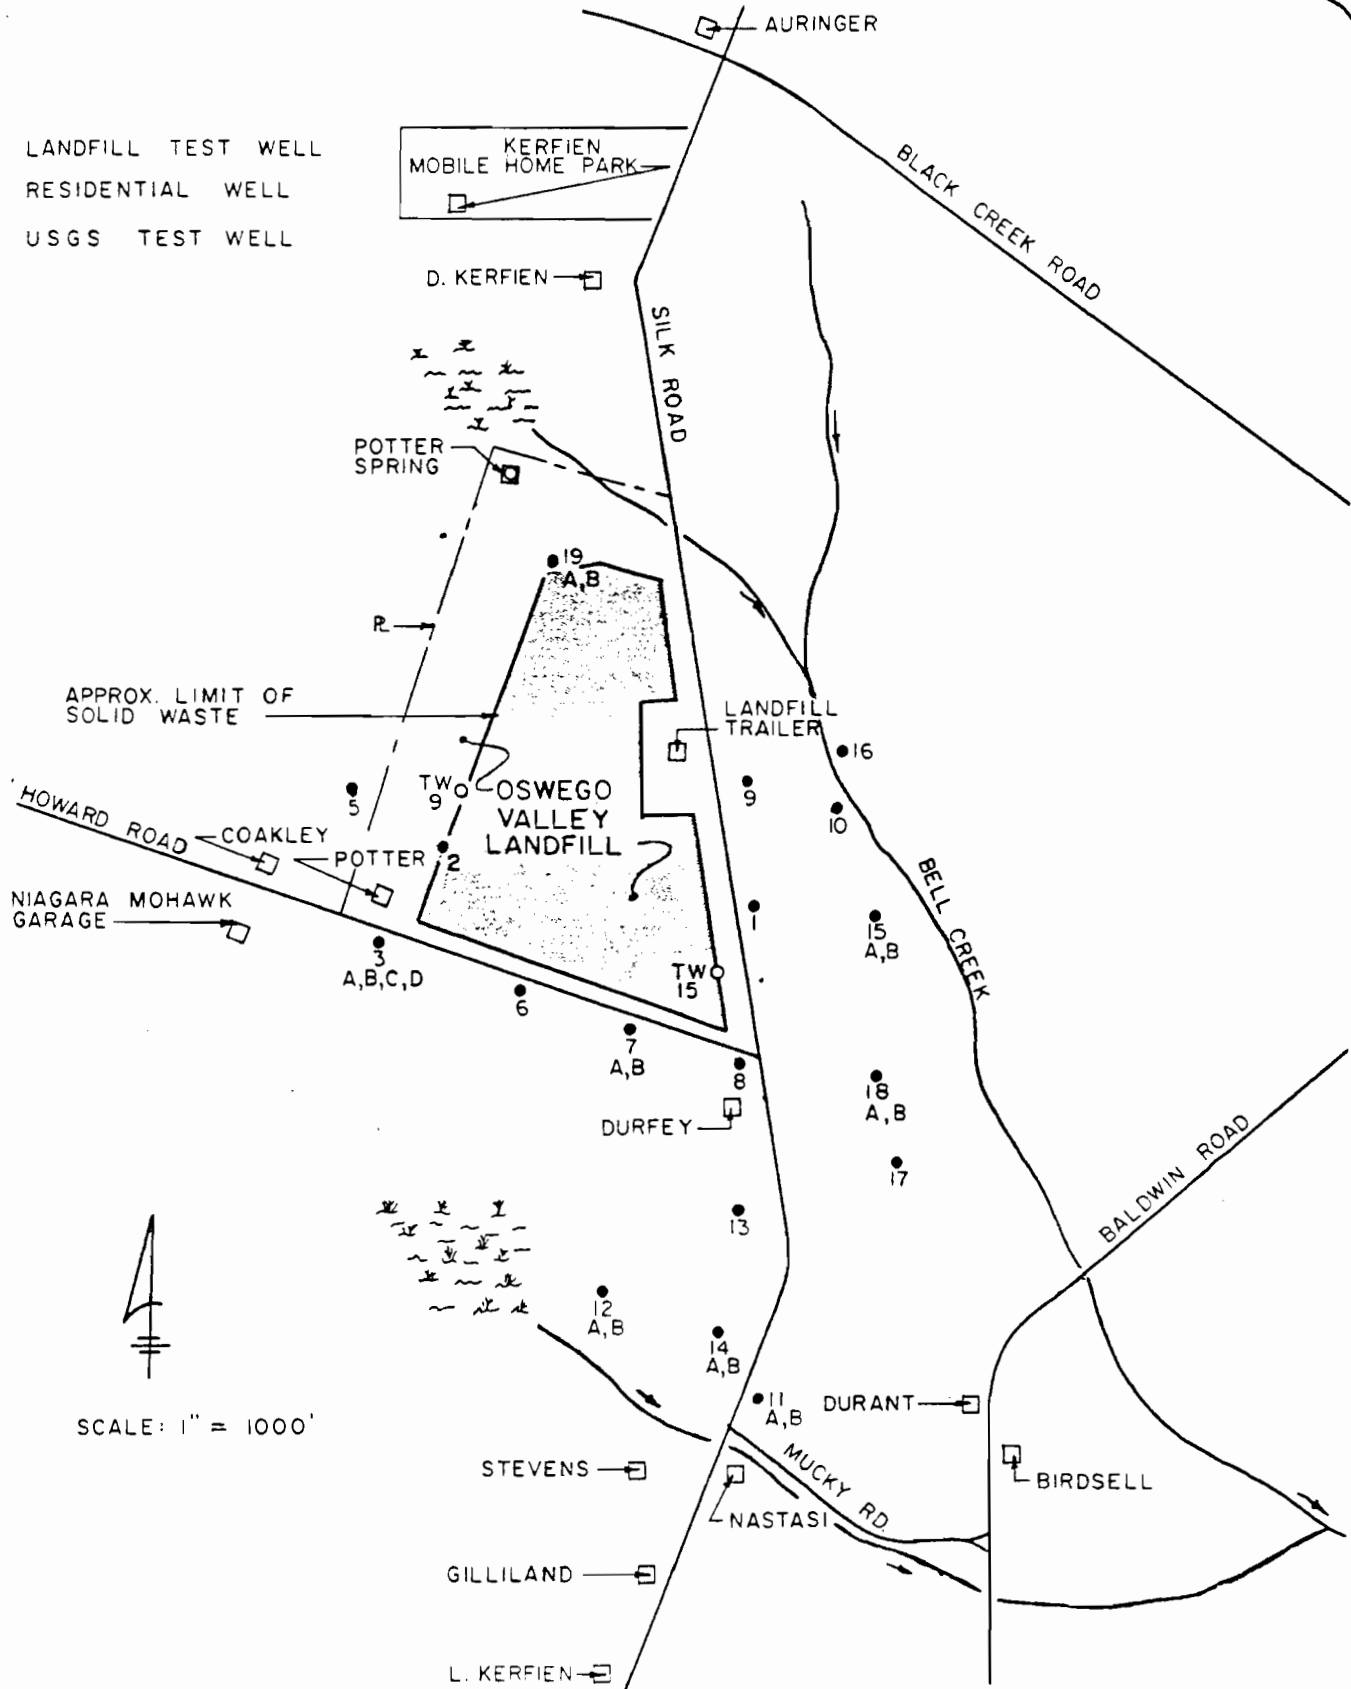 AURINGER
LANDFILL TEST WELL
RESIDENTIAL WELL
USGS TEST WELL
KERFIEN
MOBILE HOME PARK
BLACK CREEK ROAD
D. KERFIEN
SILK ROAD
POTTER
SPRING
19
A,B
PL
APPROX. LIMIT OF
SOLID WASTE
LANDFILL
TRAILER
16
5
TW
9
OSWEGO
VALLEY
LANDFILL
9
10
HOWARD ROAD
COAKLEY
POTTER
2
NIAGARA MOHAWK
GARAGE
BELL CREEK
1
15
A,B
3
A,B,C,D
TW
15
6
7
A,B
8
18
A,B
DURFEY
17
BALDWIN ROAD
13
12
A,B
14
A,B
11
A,B
DURANT
SCALE: 1" = 1000'
STEVENS
MUCKY RD.
BIRDSELL
NASTASI
GILLILAND
L. KERFIEN